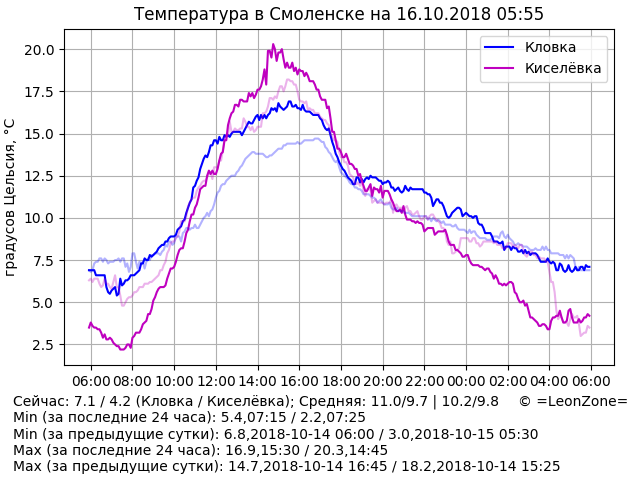 Температура в Смоленске на 16.10.2018 05:55
Кловка
Киселёвка
градусов Цельсия, °C
20.0
17.5
15.0
12.5
10.0
7.5
5.0
2.5
06:00 08:00 10:00 12:00 14:00 16:00 18:00 20:00 22:00 00:00 02:00 04:00 06:00
Сейчас: 7.1 / 4.2 (Кловка / Киселёвка); Средняя: 11.0/9.7 | 10.2/9.8 © =LeonZone=
Min (за последние 24 часа): 5.4,07:15 / 2.2,07:25
Min (за предыдущие сутки): 6.8,2018-10-14 06:00 / 3.0,2018-10-15 05:30
Max (за последние 24 часа): 16.9,15:30 / 20.3,14:45
Max (за предыдущие сутки): 14.7,2018-10-14 16:45 / 18.2,2018-10-14 15:25